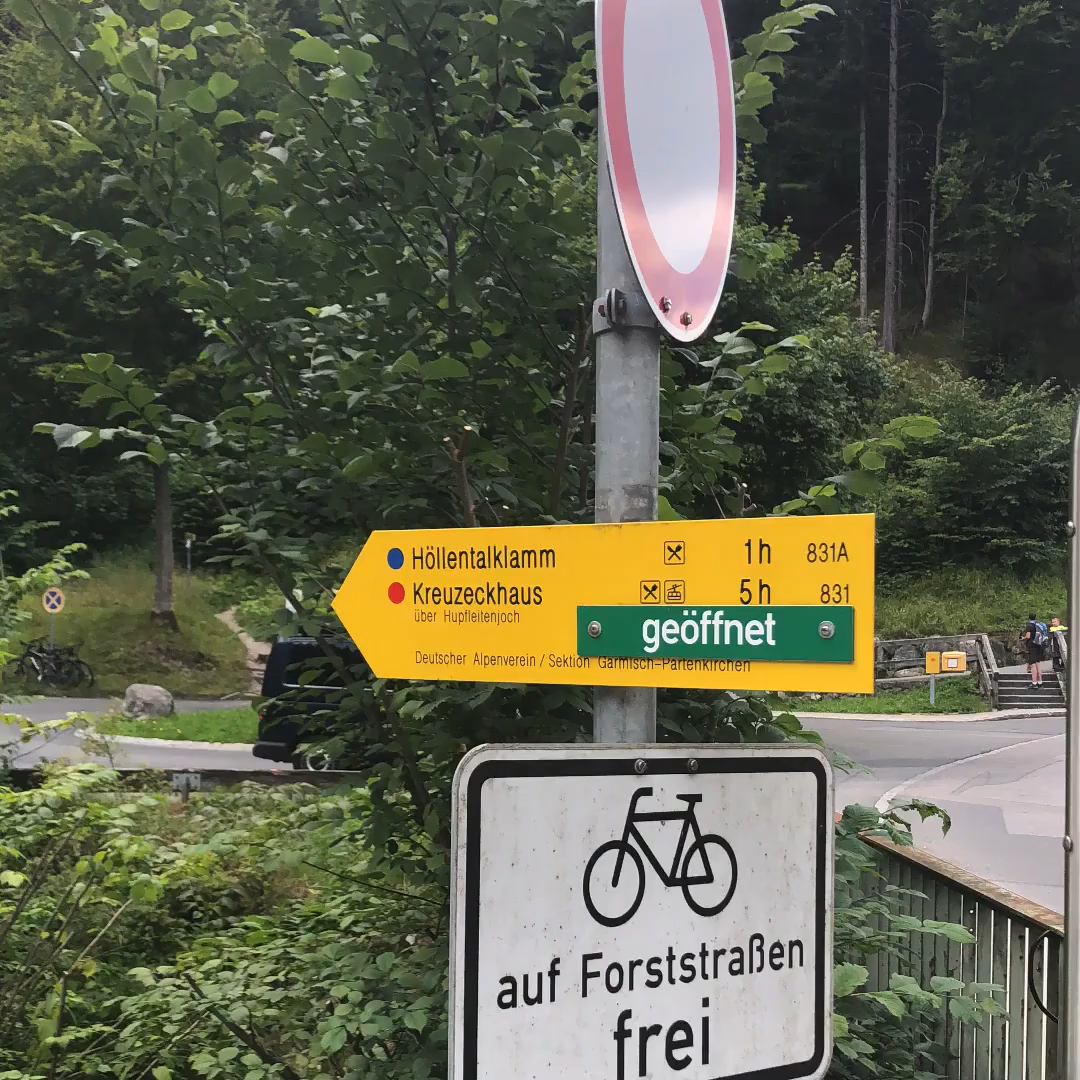 Höllentalklamm 1h 831A
Kreuzeckhaus 5h 831
über Hupfleitenjoch
geöffnet
Deutscher Alpenverein / Sektion Garmisch-Partenkirchen
auf Forststraßen
frei